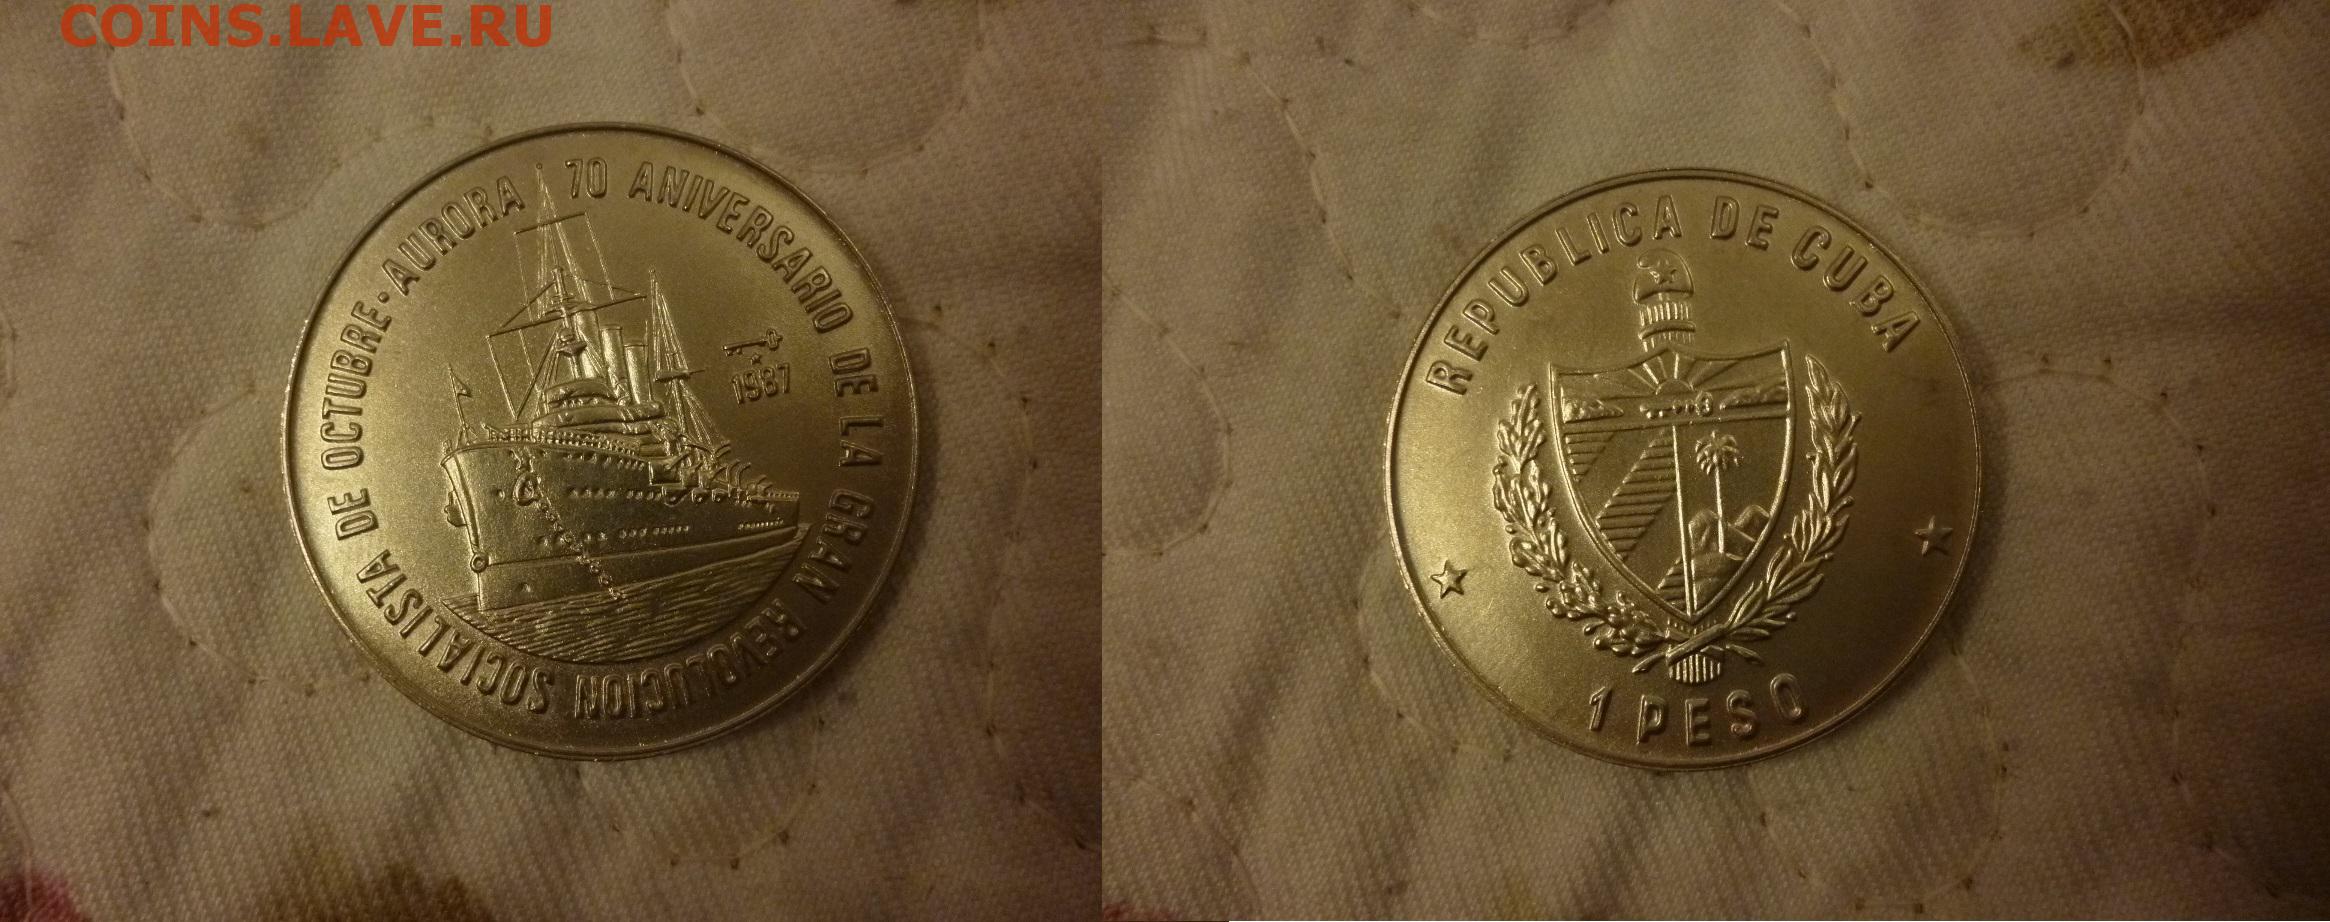 COINS.LAVE.RU
70 ANIVERSARIO DE LA GRAN REVOLUCION SOCIALISTA DE OCTUBRE · AURORA
1987
REPUBLICA DE CUBA
1 PESO